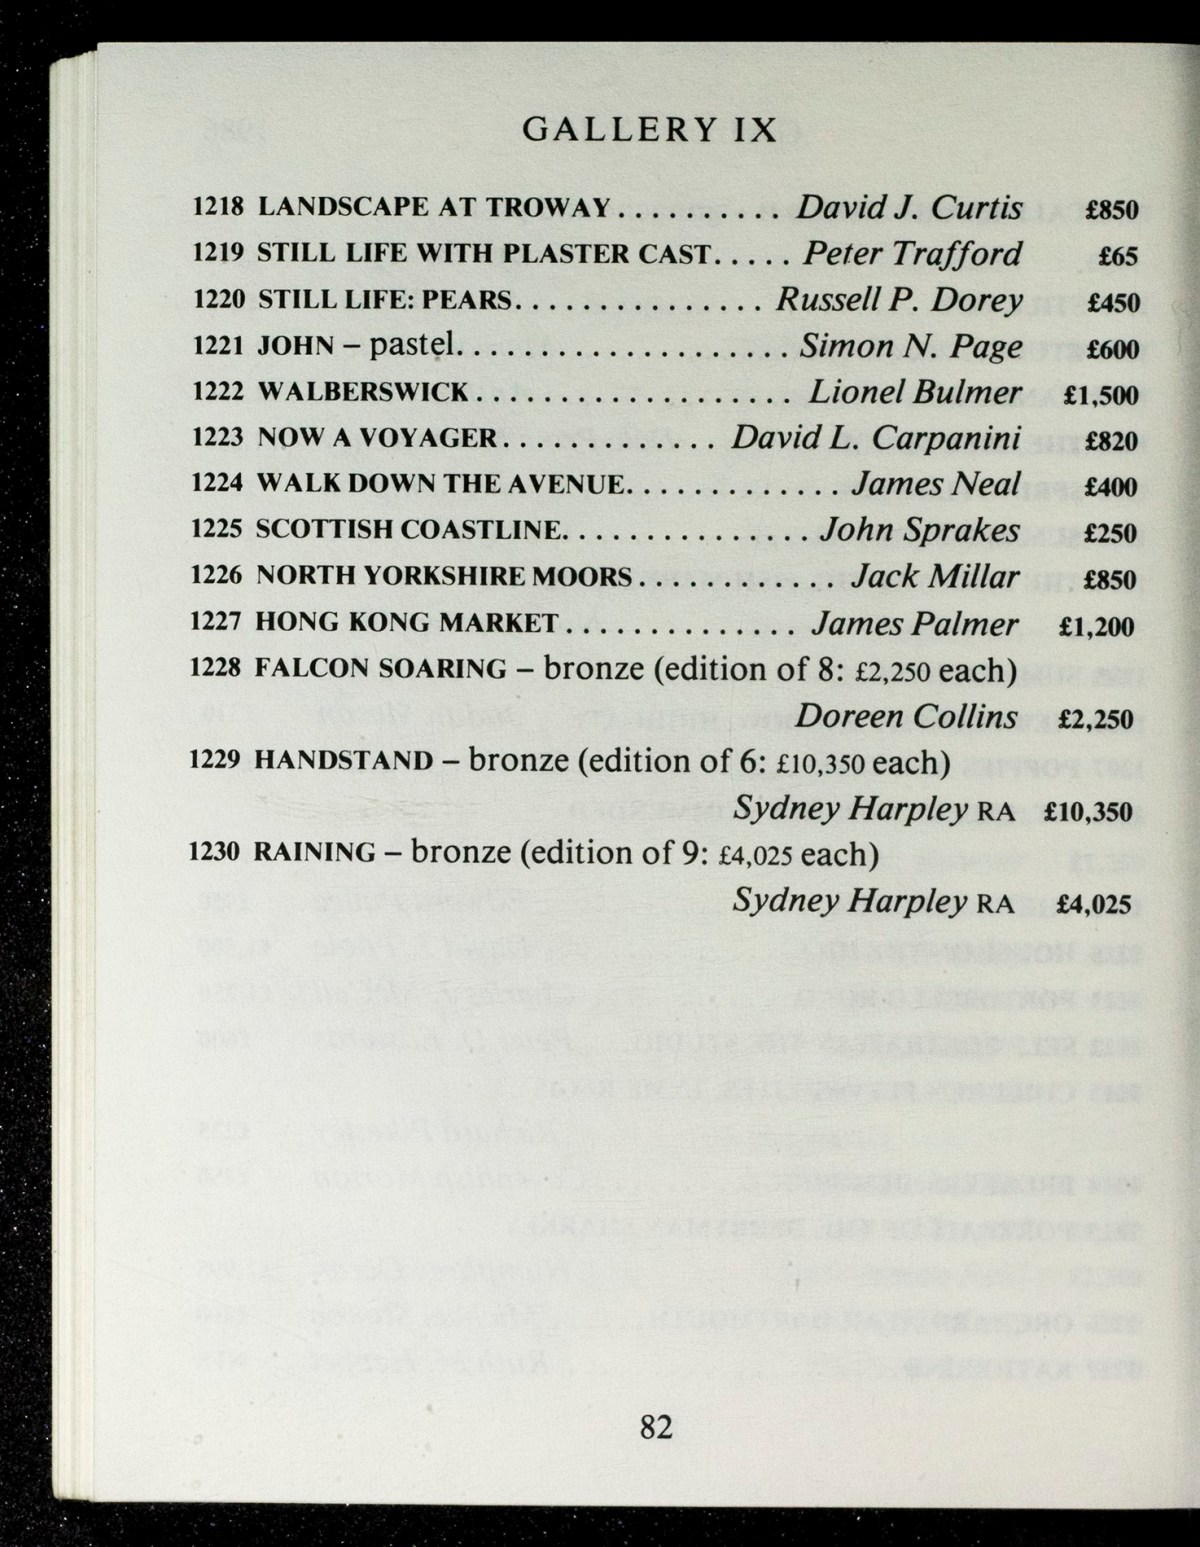 GALLERY IX
1218 LANDSCAPE AT TROWAY.......... David J. Curtis £850
1219 STILL LIFE WITH PLASTER CAST..... Peter Trafford £65
1220 STILL LIFE: PEARS............... Russell P. Dorey £450
1221 JOHN – pastel..................... Simon N. Page £600
1222 WALBERSWICK.................... Lionel Bulmer £1,500
1223 NOW A VOYAGER............. David L. Carpanini £820
1224 WALK DOWN THE AVENUE............. James Neal £400
1225 SCOTTISH COASTLINE............... John Sprakes £250
1226 NORTH YORKSHIRE MOORS............ Jack Millar £850
1227 HONG KONG MARKET.............. James Palmer £1,200
1228 FALCON SOARING – bronze (edition of 8: £2,250 each)
Doreen Collins £2,250
1229 HANDSTAND – bronze (edition of 6: £10,350 each)
Sydney Harpley RA £10,350
1230 RAINING – bronze (edition of 9: £4,025 each)
Sydney Harpley RA £4,025
82